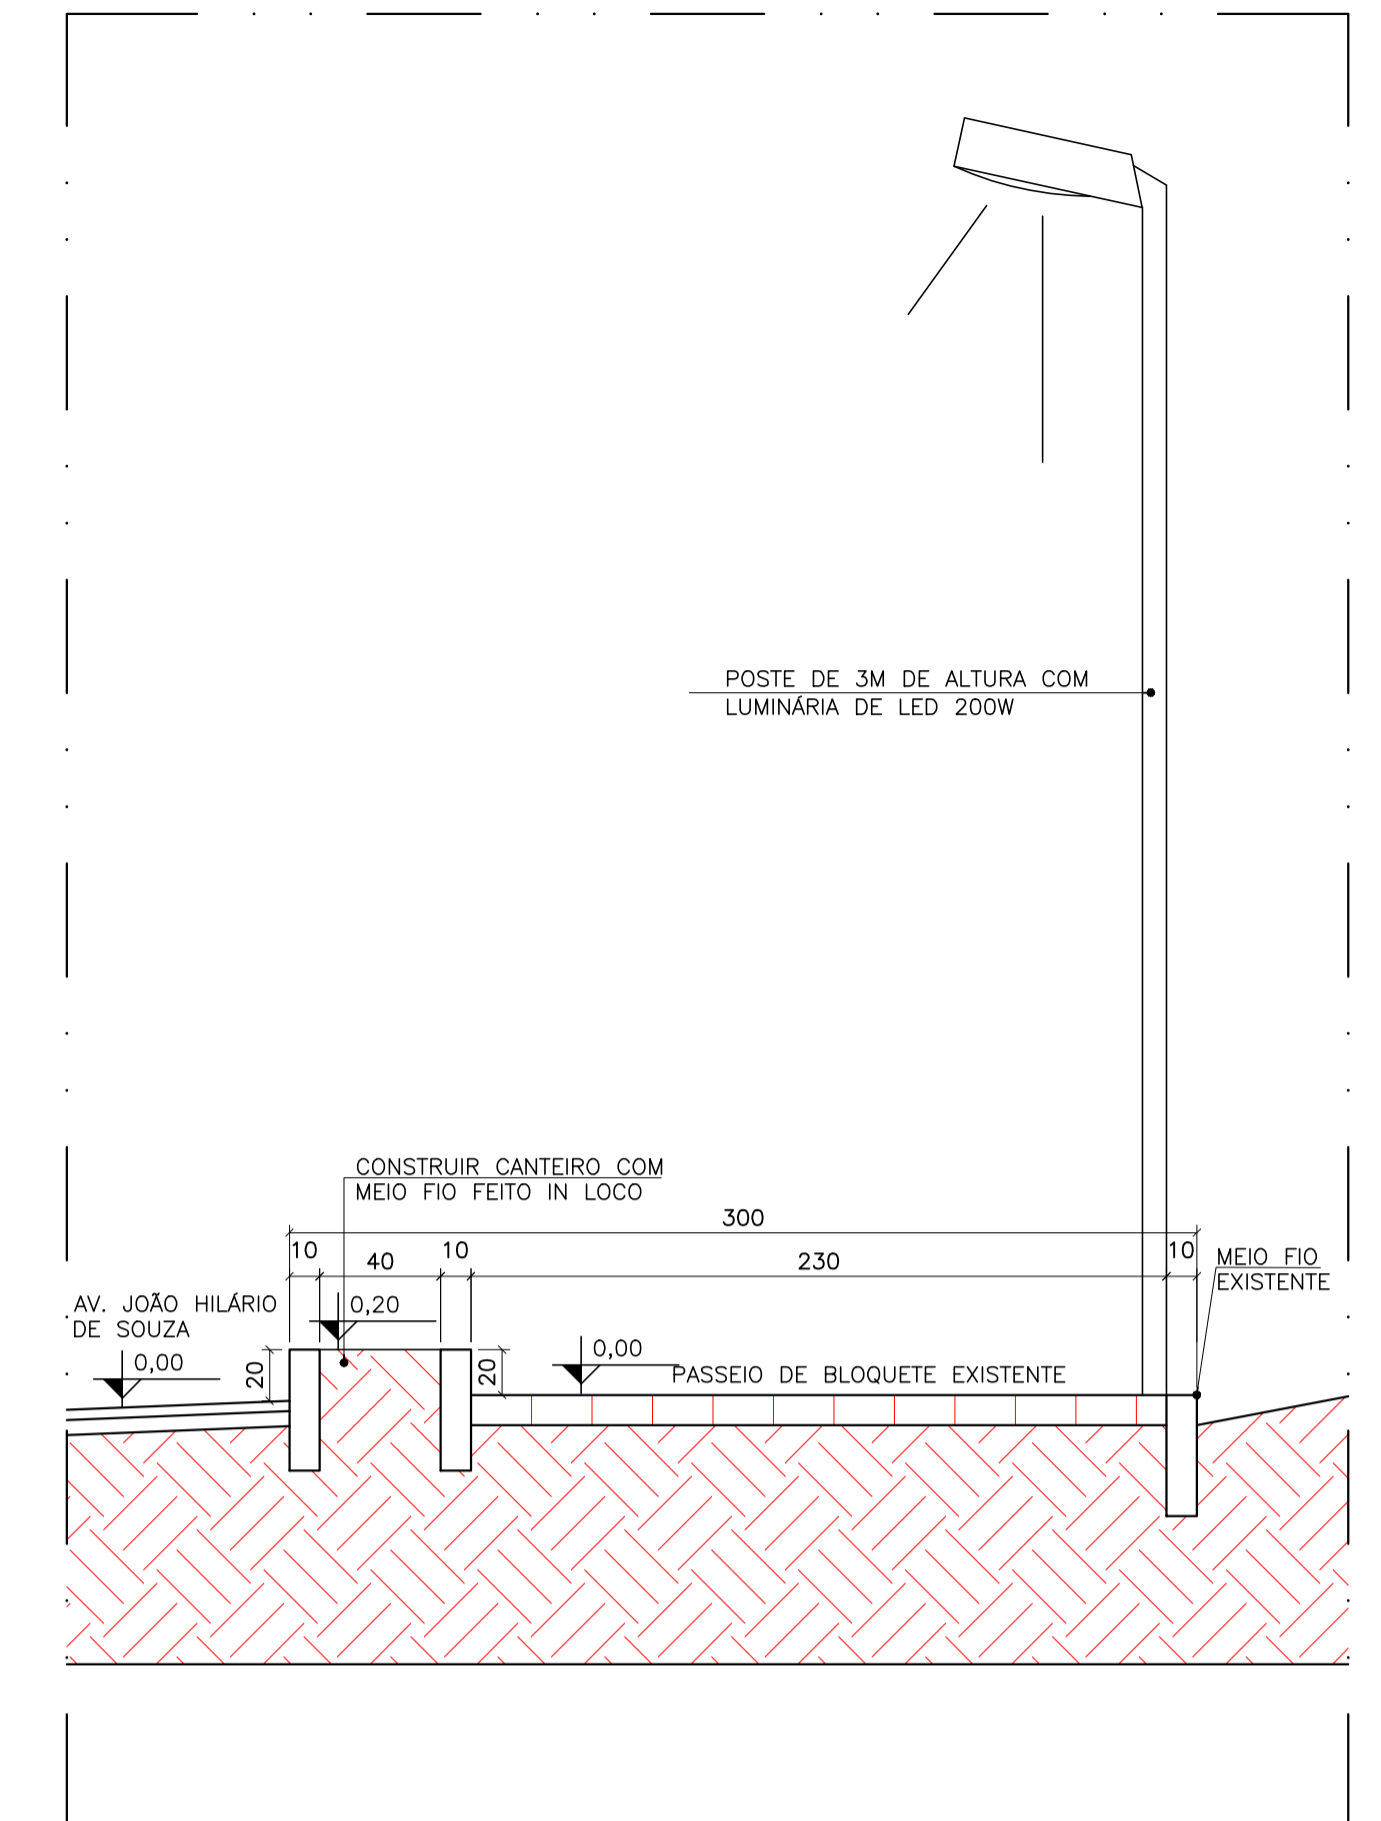 POSTE DE 3M DE ALTURA COM
LUMINÁRIA DE LED 200W
CONSTRUIR CANTEIRO COM
MEIO FIO FEITO IN LOCO
300
10
40
10
230
10
MEIO FIO
EXISTENTE
AV. JOÃO HILÁRIO
DE SOUZA
0,20
0,00
20
20
0,00
PASSEIO DE BLOQUETE EXISTENTE